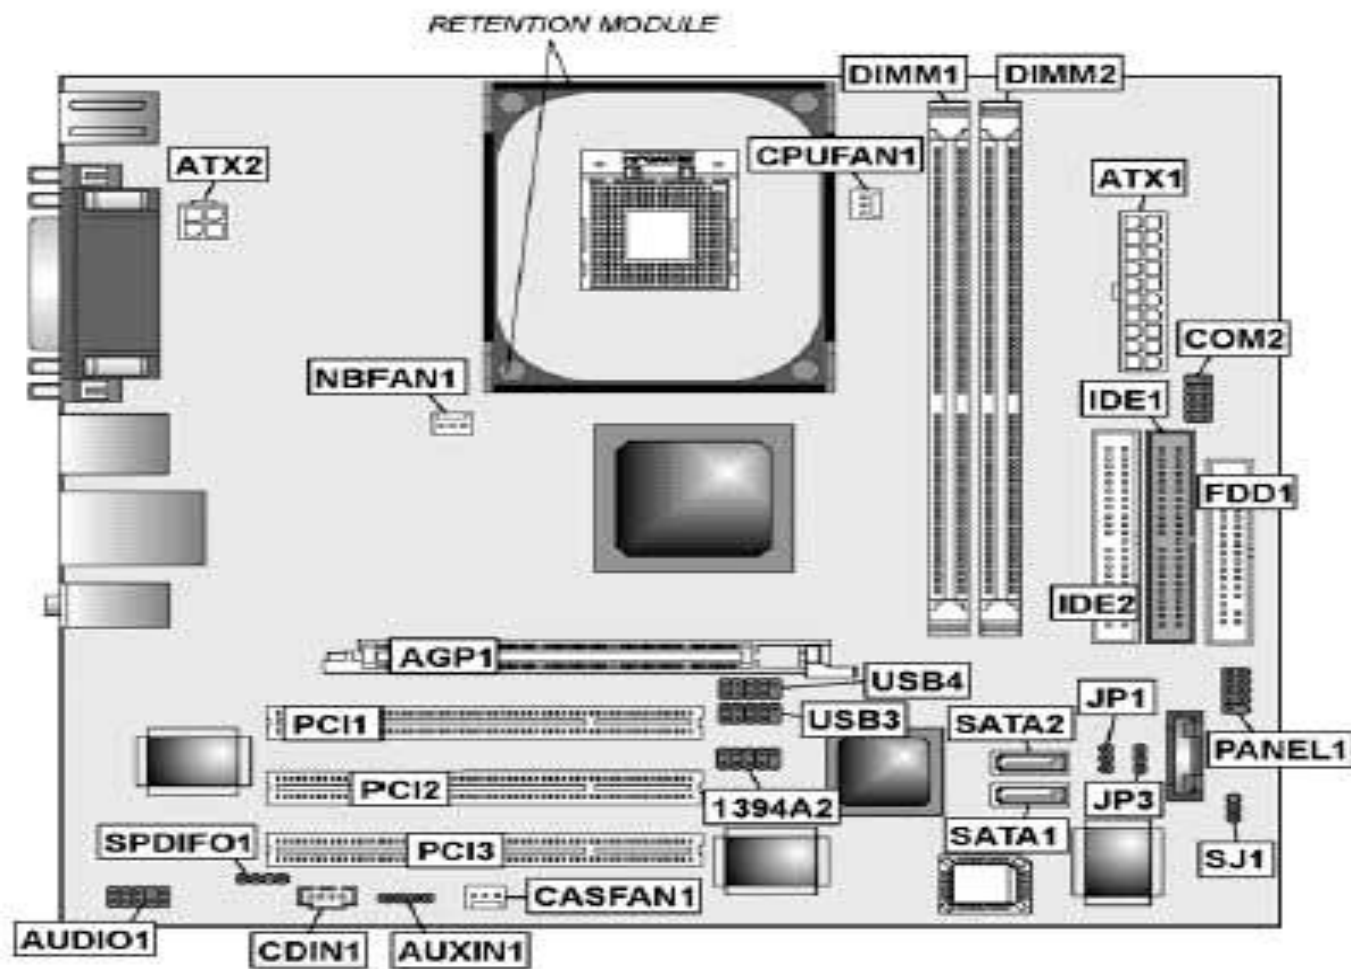 RETENTION MODULE
DIMM1
DIMM2
ATX2
CPUFAN1
ATX1
COM2
NBFAN1
IDE1
FDD1
IDE2
AGP1
USB4
JP1
PCI1
USB3
SATA2
PANEL1
PCI2
1394A2
JP3
SPDIFO1
PCI3
SATA1
SJ1
CASFAN1
AUDIO1
CDIN1
AUXIN1